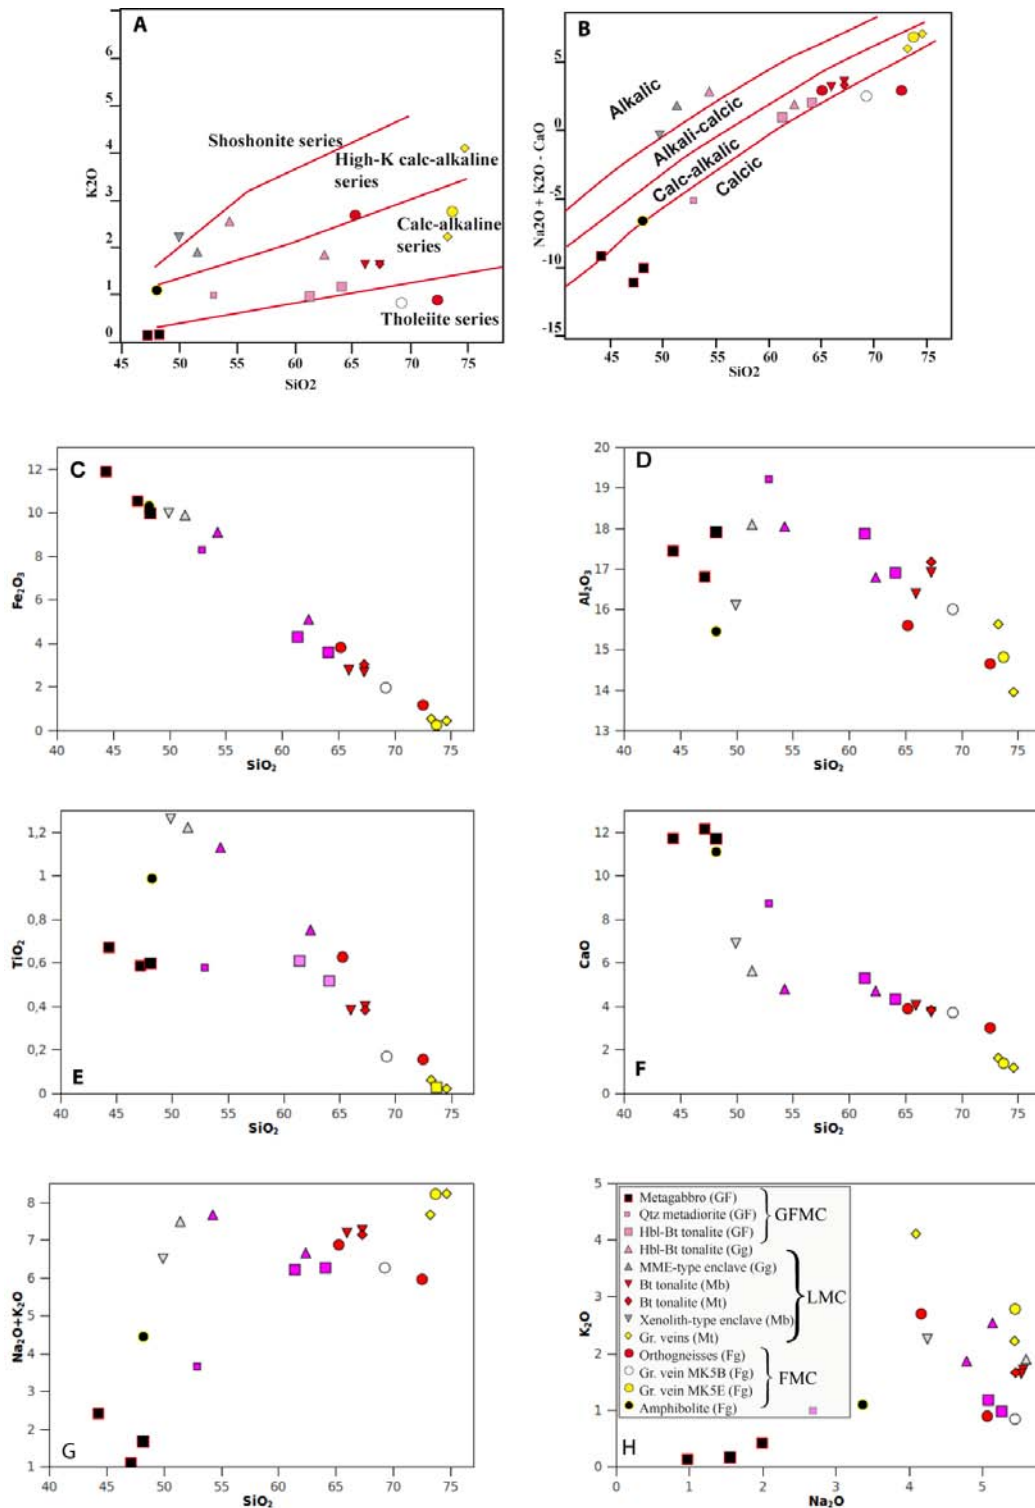 A
K2O
6
5
4
3
2
1
0
Shoshonite series
High-K calc-alkaline
series
Calc-alkaline
series
Tholeiite series
45 50 55 60 65 70 75
SiO2
B
Na2O + K2O - CaO
5
0
-5
-10
-15
Alkalic
Alkali-calcic
Calc-alkalic
Calcic
45 50 55 60 65 70 75
SiO2
C
Fe2O3
12
10
8
6
4
2
0
40 45 50 55 60 65 70 75
SiO2
D
Al2O3
20
19
18
17
16
15
14
13
40 45 50 55 60 65 70 75
SiO2
E
TiO2
1,2
1
0,8
0,6
0,4
0,2
0
40 45 50 55 60 65 70 75
SiO2
F
CaO
12
10
8
6
4
2
0
40 45 50 55 60 65 70 75
SiO2
G
Na2O+K2O
8
7
6
5
4
3
2
1
40 45 50 55 60 65 70 75
SiO2
H
K2O
5
4
3
2
1
0
Metagabbro (GF)
Qtz metadiorite (GF)
Hbl-Bt tonalite (GF)
GFMC
Hbl-Bt tonalite (Gg)
MME-type enclave (Gg)
Bt tonalite (Mb)
Bt tonalite (Mt)
Xenolith-type enclave (Mb)
Gr. veins (Mt)
LMC
Orthogneisses (Fg)
Gr. vein MK5B (Fg)
Gr. vein MK5E (Fg)
Amphibolite (Fg)
FMC
0 1 2 3 4 5
Na2O